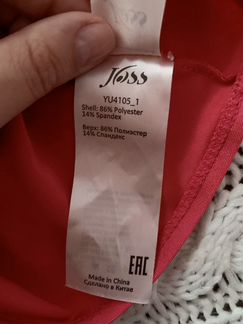 Joss
YU4105_1
Shell: 86% Polyester
14% Spandex
Верх: 86% Полиэстер
14% Спандекс
EAC
Made in China
Сделано в Китае